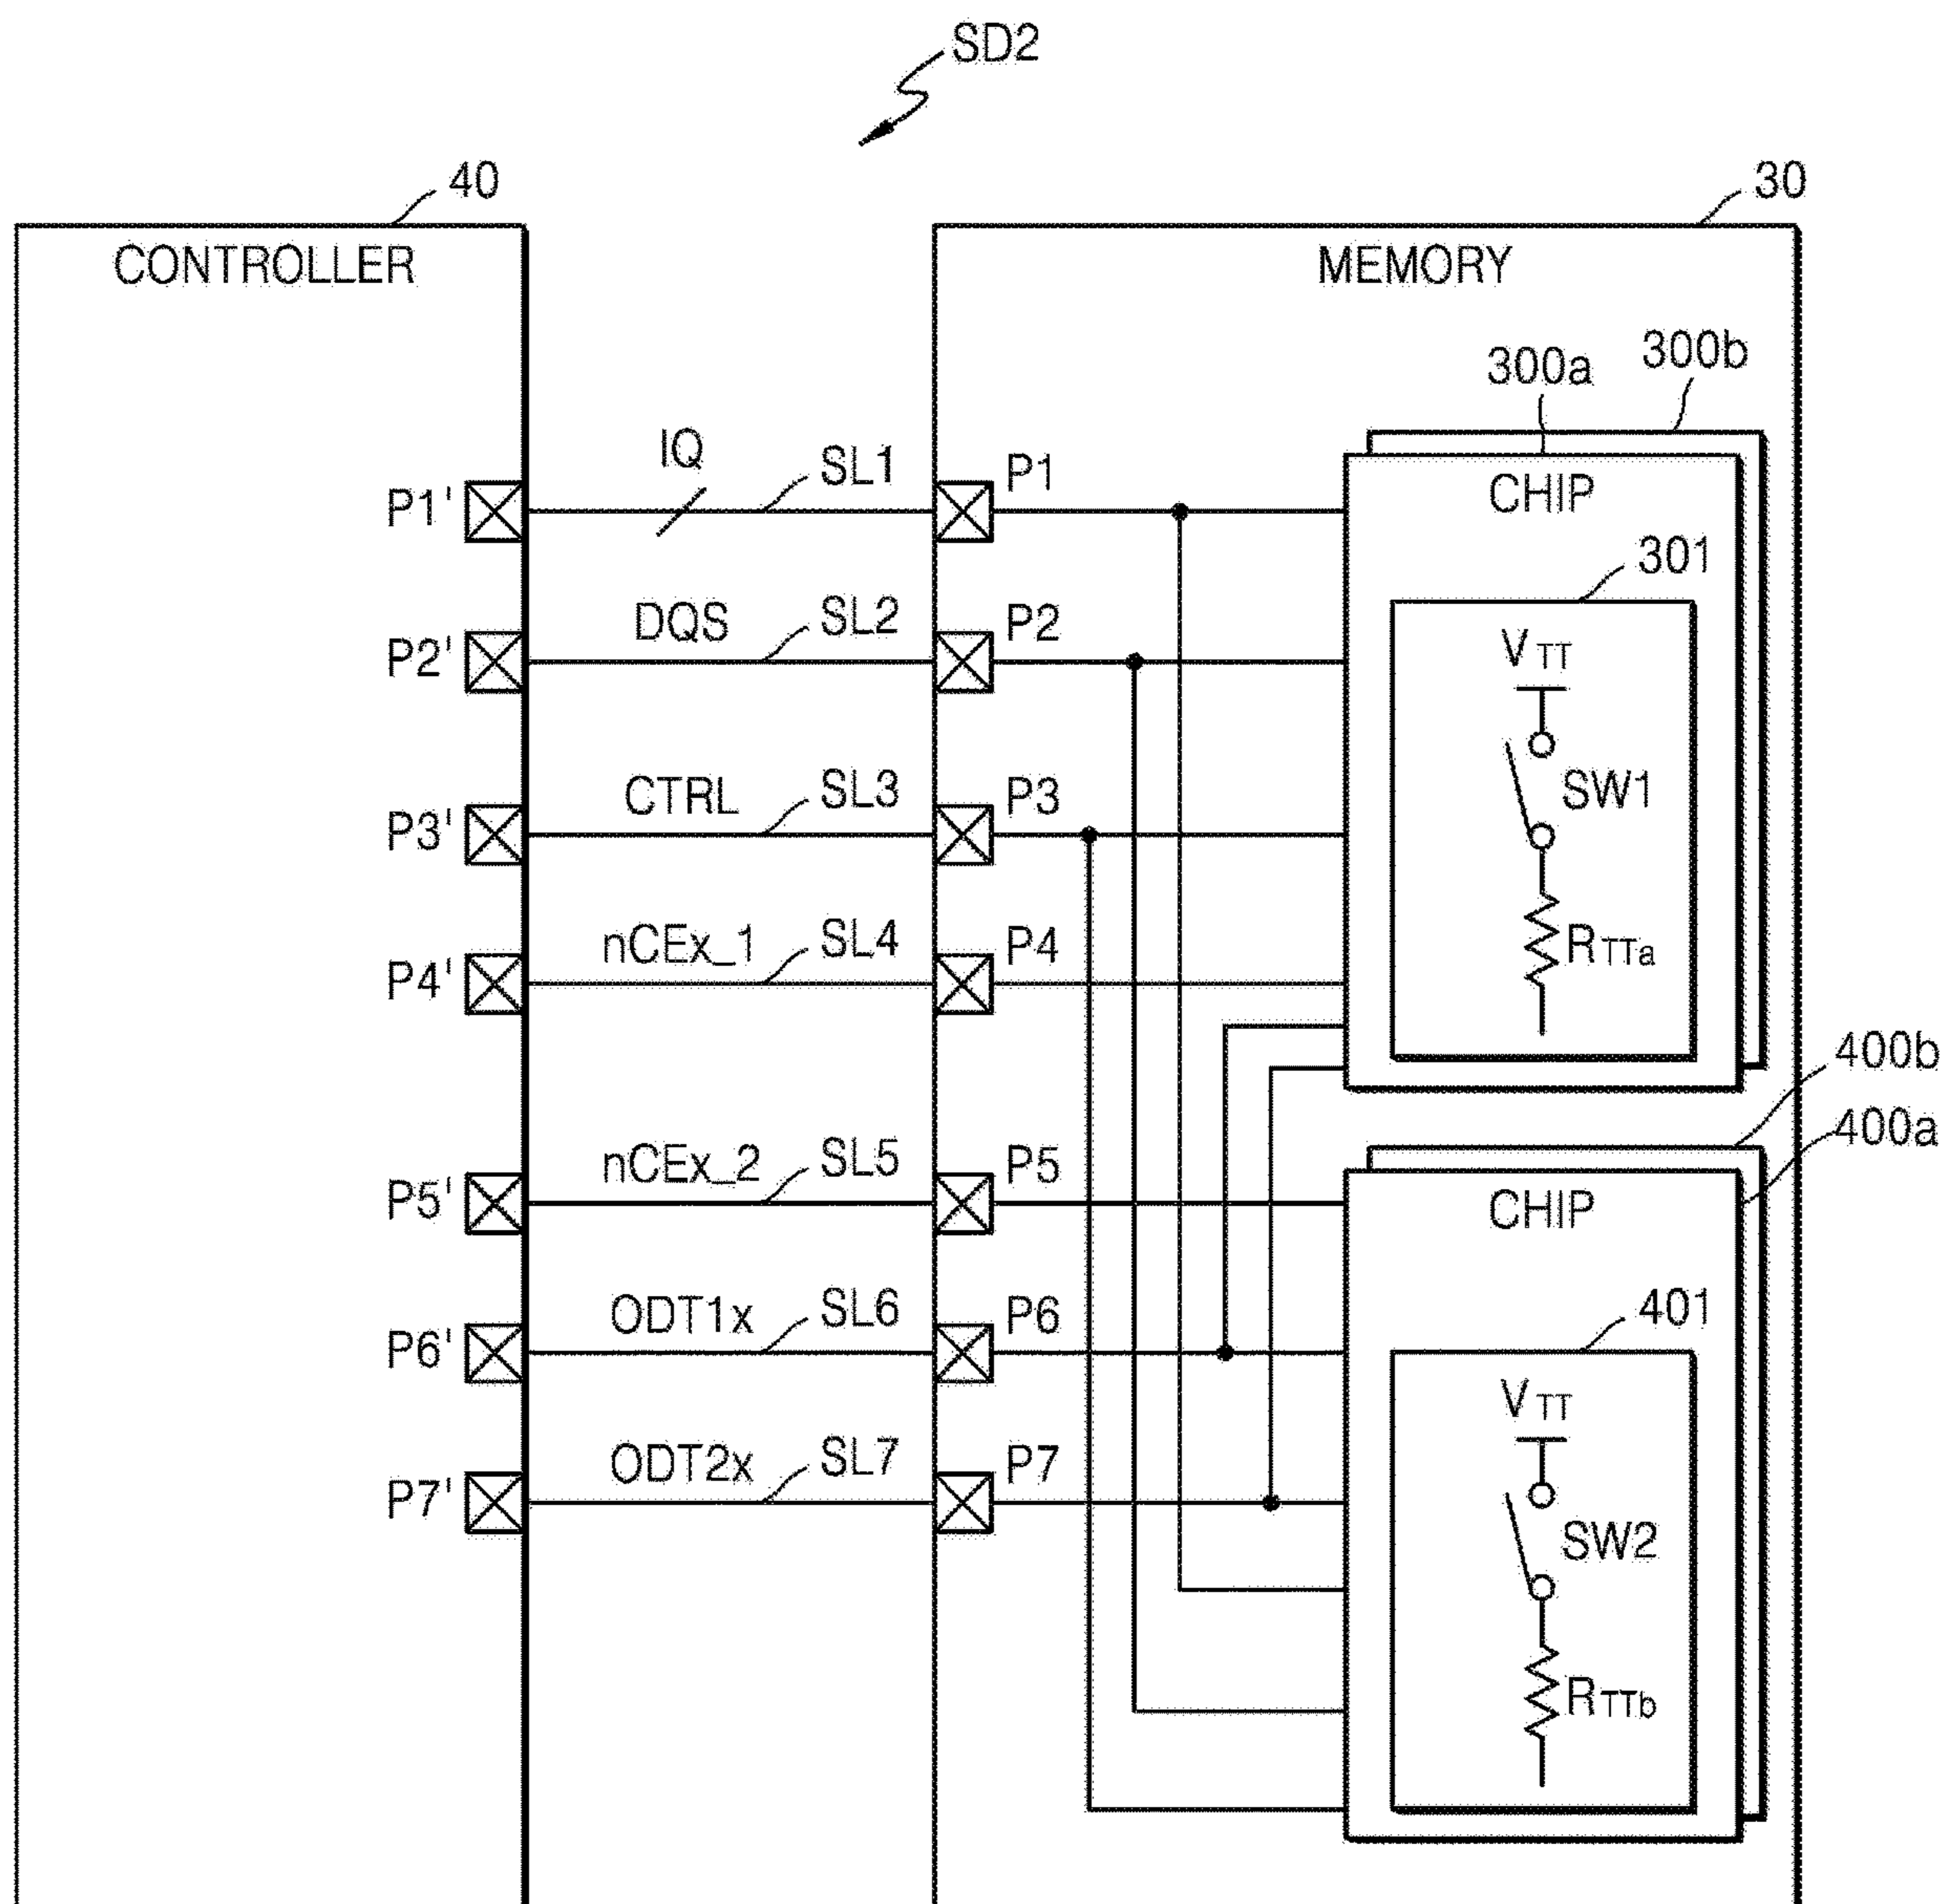 SD2
40
30
CONTROLLER
MEMORY
300b
300a
CHIP
IQ
SL1
P1'
P1
301
DQS
SL2
P2'
P2
VTT
CTRL
SL3
P3'
P3
SW1
nCEx_1
SL4
P4'
P4
RTTa
400b
400a
nCEx_2
SL5
P5'
P5
CHIP
ODT1x
SL6
P6'
P6
401
VTT
ODT2x
SL7
P7'
P7
SW2
RTTb